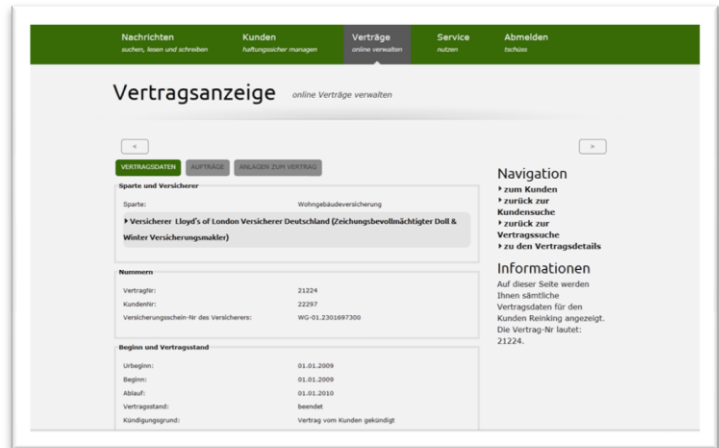 Nachrichten
suchen, lesen und schreiben
Kunden
haftungssicher managen
Verträge
online verwalten
Service
nutzen
Abmelden
tschüss
Vertragsanzeige online Verträge verwalten
<
>
VERTRAGSDATEN AUFTRÄGE ANLAGEN ZUM VERTRAG
Sparte und Versicherer
Sparte: Wohngebäudeversicherung
Versicherer Lloyd's of London Versicherer Deutschland (Zeichungsbevollmächtigter Doll &
Winter Versicherungsmakler)
Nummern
VertragNr: 21224
KundenNr: 22297
Versicherungsschein-Nr des Versicherers: WG-01.2301697300
Beginn und Vertragsstand
Urbeginn: 01.01.2009
Beginn: 01.01.2009
Ablauf: 01.01.2010
Vertragsstand: beendet
Kündigungsgrund: Vertrag vom Kunden gekündigt
Navigation
zum Kunden
zurück zur
Kundensuche
zurück zur
Vertragssuche
zu den Vertragsdetails
Informationen
Auf dieser Seite werden
Ihnen sämtliche
Vertragsdaten für den
Kunden Reinking angezeigt.
Die Vertrag-Nr lautet:
21224.